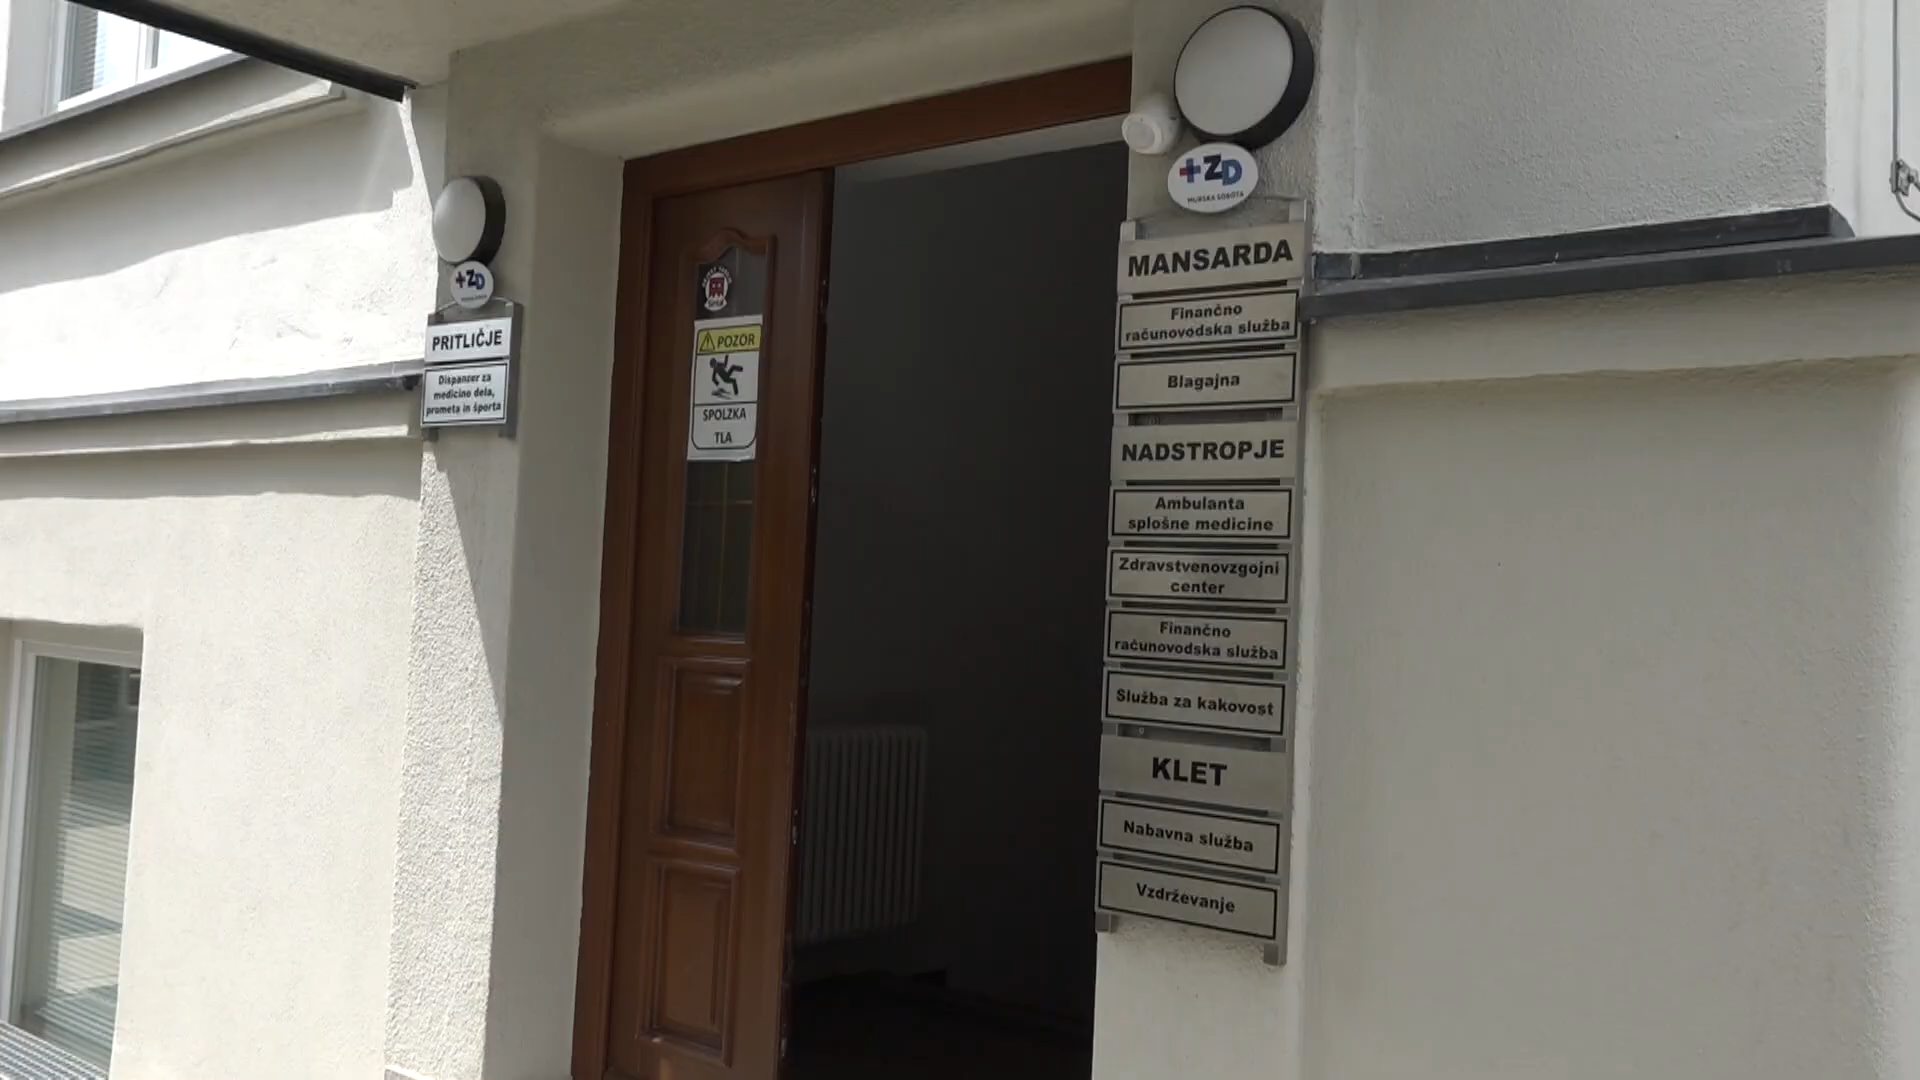 +ZD
PRITLIČJE
Dispanzer za
medicino dela,
prometa in športa
POZOR
SPOLZKA
TLA
+ZD
MURSKA SOBOTA
MANSARDA
Finančno
računovodska služba
Blagajna
NADSTROPJE
Ambulanta
splošne medicine
Zdravstvenovzgojni
center
Finančno
računovodska služba
Služba za kakovost
KLET
Nabavna služba
Vzdrževanje